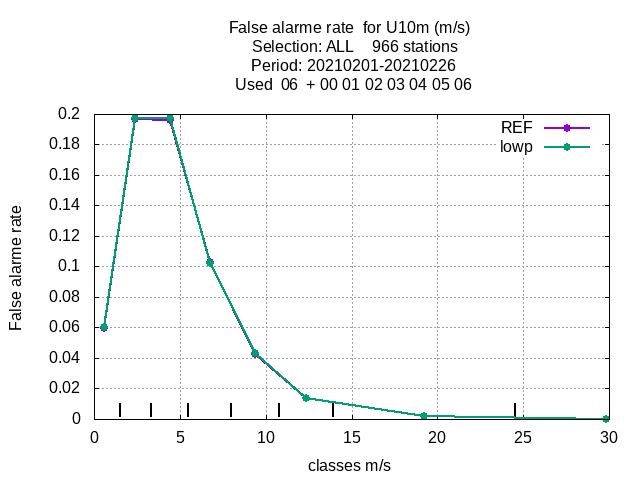 False alarme rate  for U10m (m/s)
Selection: ALL    966 stations
Period: 20210201-20210226
Used  06  + 00 01 02 03 04 05 06
REF
lowp
False alarme rate
0.2
0.18
0.16
0.14
0.12
0.1
0.08
0.06
0.04
0.02
0
0 5 10 15 20 25 30
classes m/s